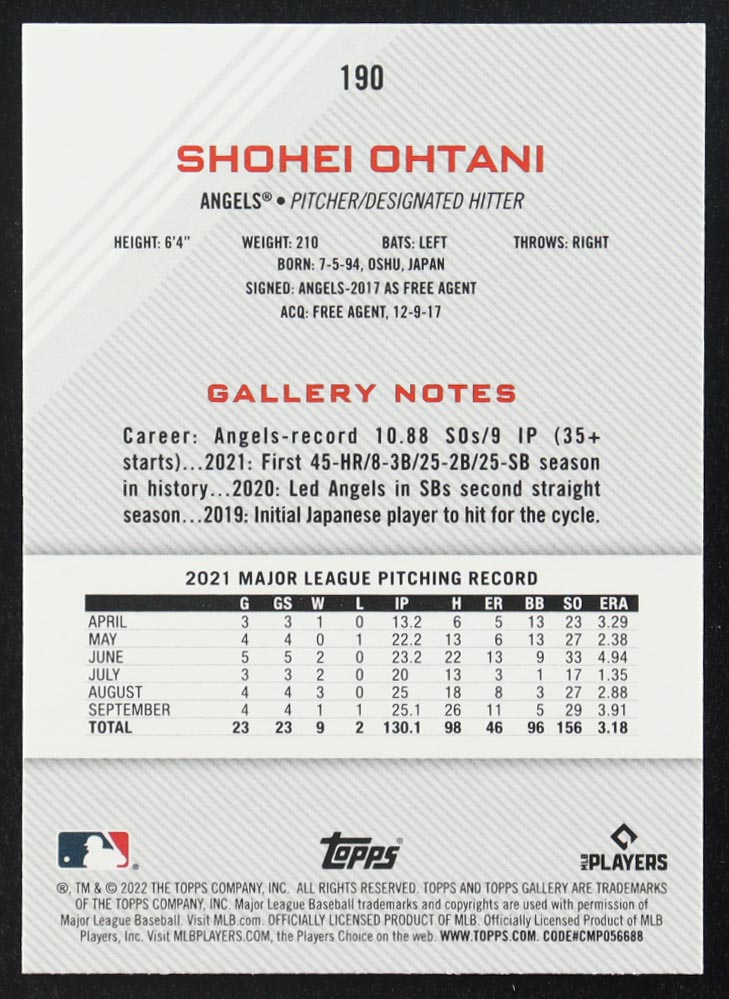 190
SHOHEI OHTANI
ANGELS® • PITCHER/DESIGNATED HITTER
HEIGHT: 6'4" WEIGHT: 210 BATS: LEFT THROWS: RIGHT
BORN: 7-5-94, OSHU, JAPAN
SIGNED: ANGELS-2017 AS FREE AGENT
ACQ: FREE AGENT, 12-9-17
GALLERY NOTES
Career: Angels-record 10.88 SOs/9 IP (35+
starts)...2021: First 45-HR/8-3B/25-2B/25-SB season
in history...2020: Led Angels in SBs second straight
season...2019: Initial Japanese player to hit for the cycle.
2021 MAJOR LEAGUE PITCHING RECORD
G GS W L IP H ER BB SO ERA
APRIL 3 3 1 0 13.2 6 5 13 23 3.29
MAY 4 4 0 1 22.2 13 6 13 27 2.38
JUNE 5 5 2 0 23.2 22 13 9 33 4.94
JULY 3 3 2 0 20 13 3 1 17 1.35
AUGUST 4 4 3 0 25 18 8 3 27 2.88
SEPTEMBER 4 4 1 1 25.1 26 11 5 29 3.91
TOTAL 23 23 9 2 130.1 98 46 96 156 3.18
® Topps® MLB PLAYERS
®, TM & © 2022 THE TOPPS COMPANY, INC. ALL RIGHTS RESERVED. TOPPS AND TOPPS GALLERY ARE TRADEMARKS
OF THE TOPPS COMPANY, INC. Major League Baseball trademarks and copyrights are used with permission of
Major League Baseball. Visit MLB.com. OFFICIALLY LICENSED PRODUCT OF MLB. Officially Licensed Product of MLB
Players, Inc. Visit MLBPLAYERS.COM, the Players Choice on the web. WWW.TOPPS.COM. CODE#CMP056688